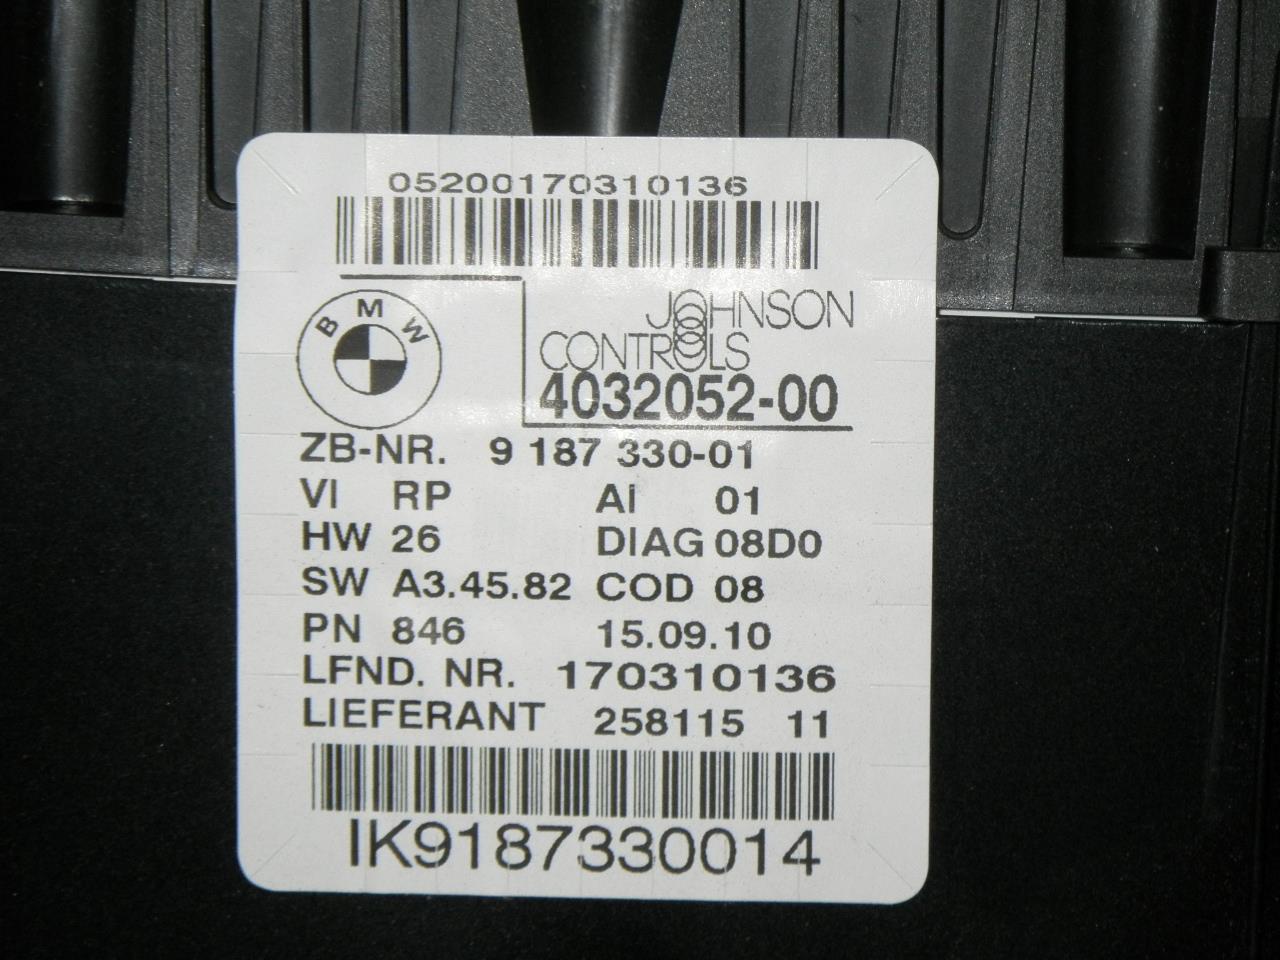 05200170310136
BMW
JOHNSON
CONTROLS
4032052-00
ZB-NR. 9 187 330-01
VI RP AI 01
HW 26 DIAG 08D0
SW A3.45.82 COD 08
PN 846 15.09.10
LFND. NR. 170310136
LIEFERANT 258115 11
IK9187330014